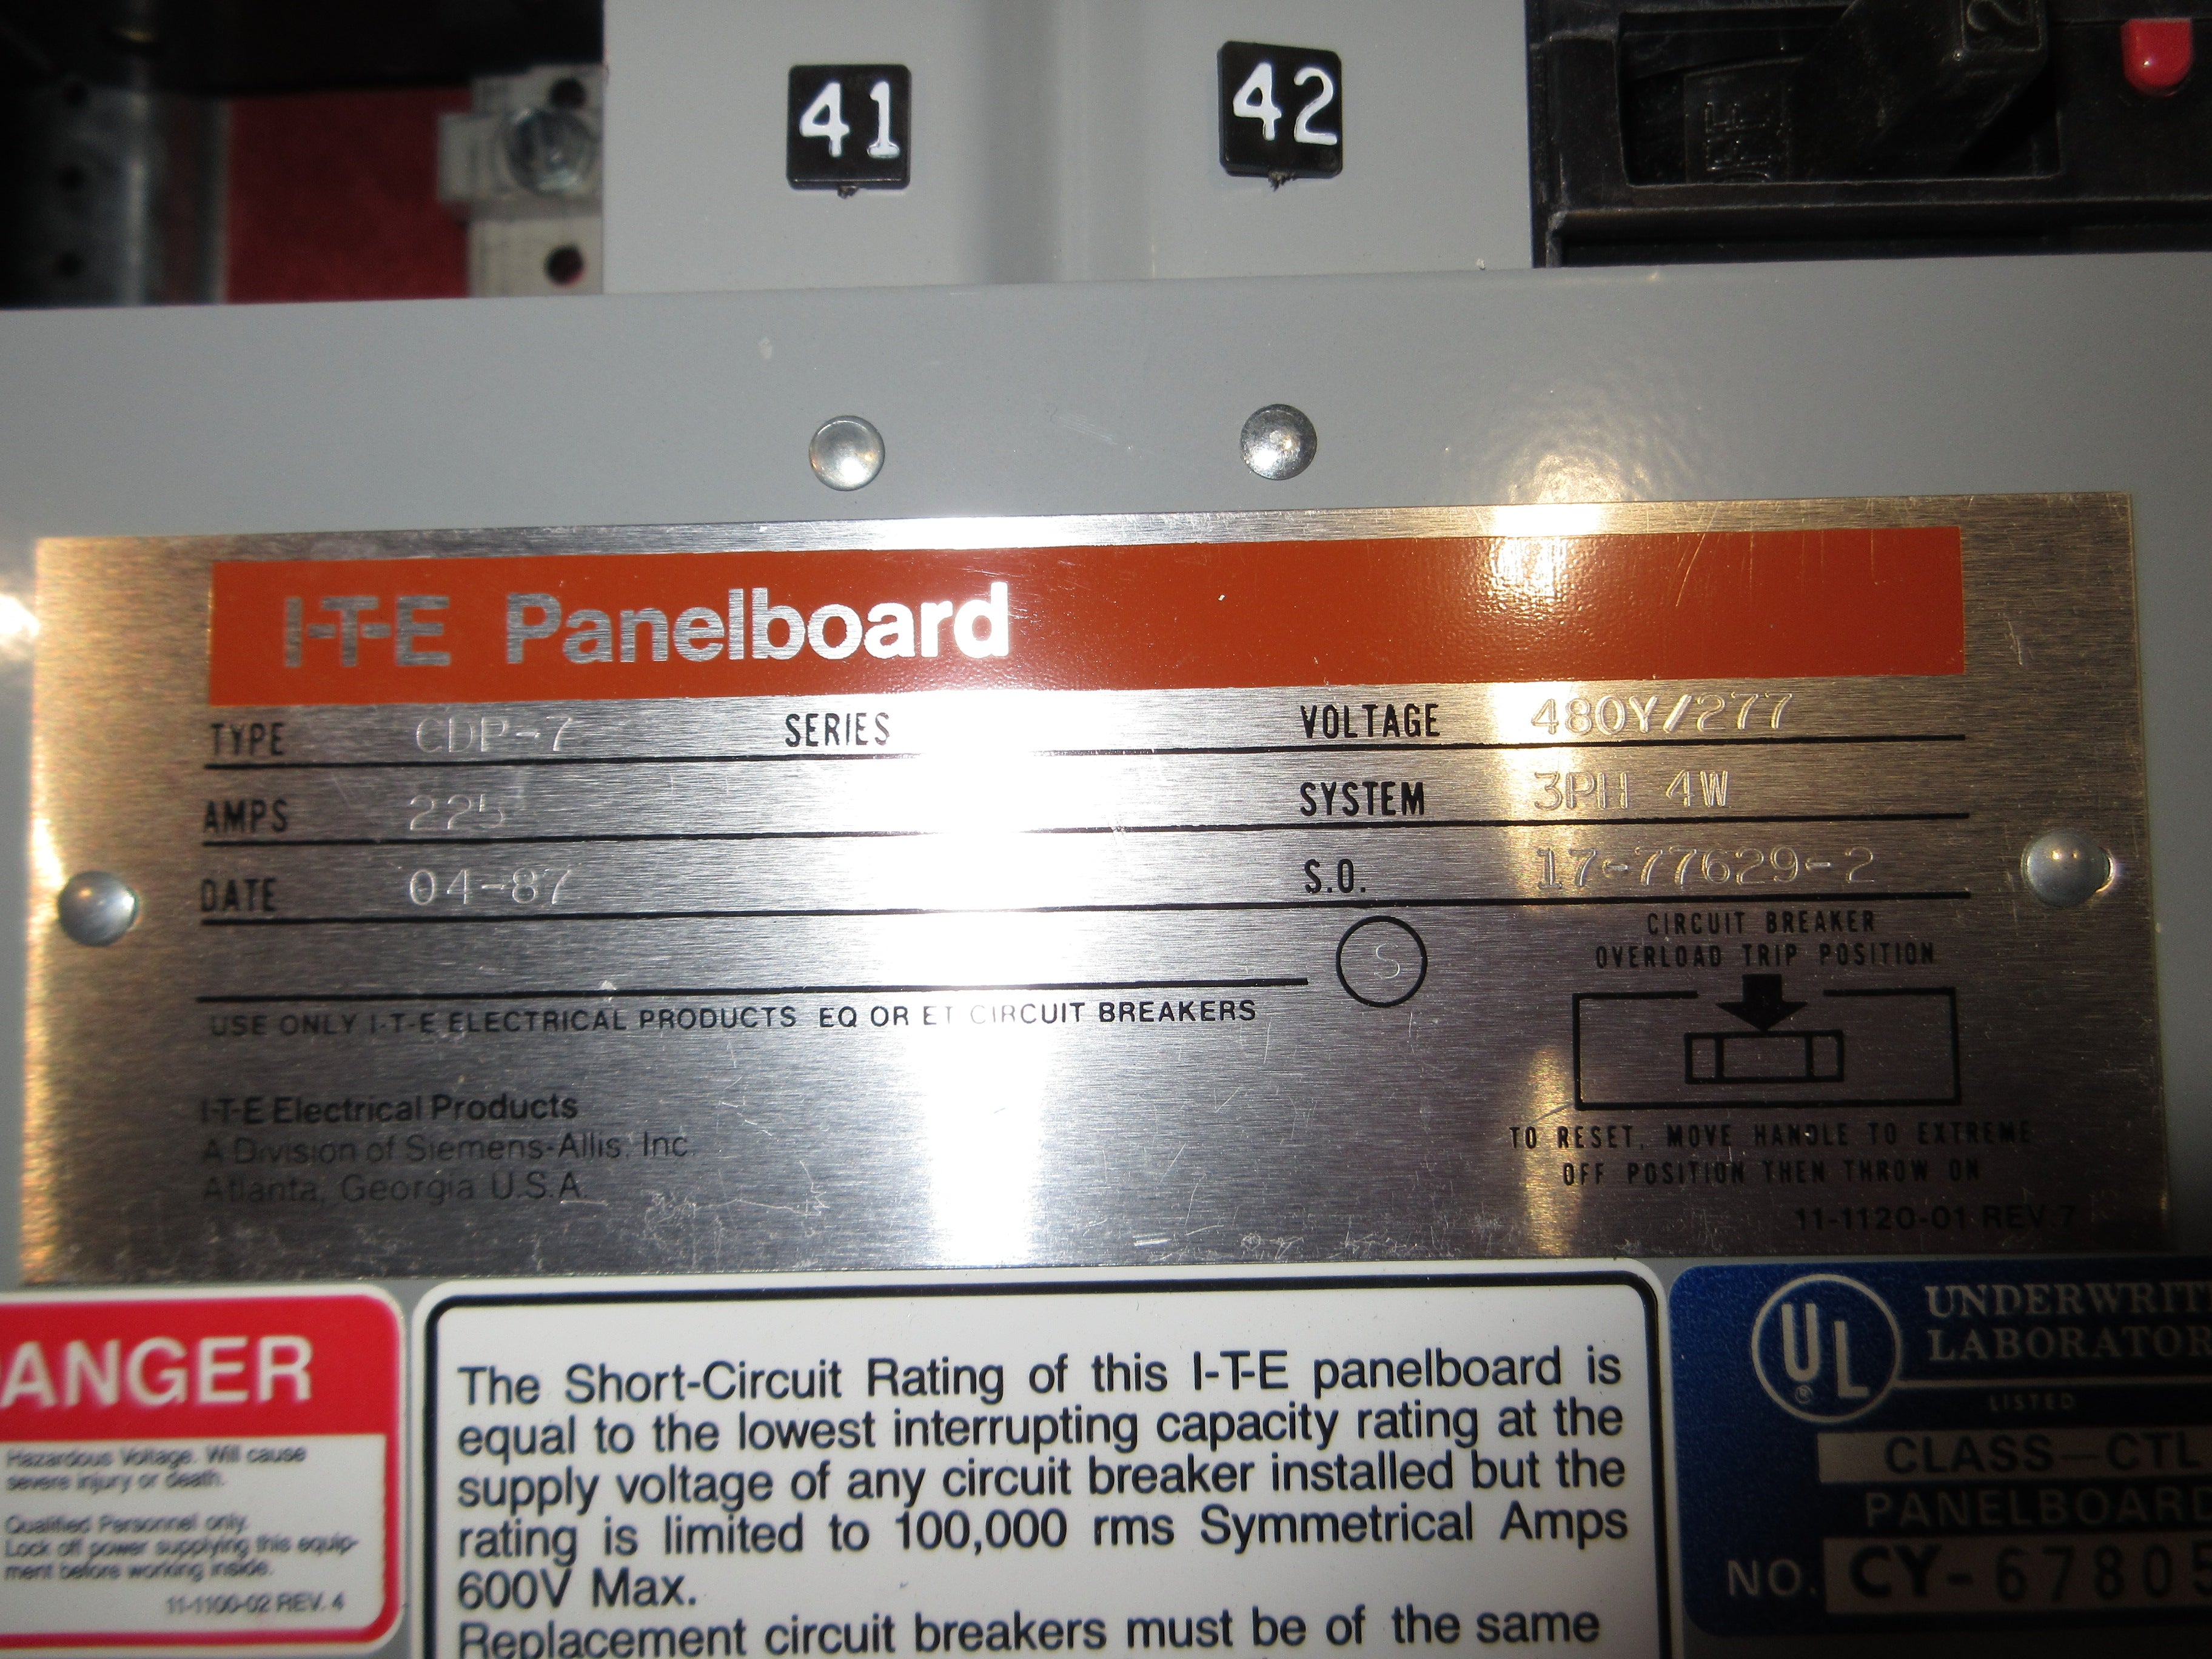 41 42
OFF
I-T-E Panelboard
TYPE CDP-7 SERIES VOLTAGE 480Y/277
AMPS 225 SYSTEM 3PH 4W
DATE 04-87 S.O. 17-77629-2
S
CIRCUIT BREAKER
OVERLOAD TRIP POSITION
USE ONLY I-T-E ELECTRICAL PRODUCTS EQ OR ET CIRCUIT BREAKERS
I-T-E Electrical Products
A Division of Siemens-Allis, Inc.
Atlanta, Georgia U.S.A.
TO RESET, MOVE HANDLE TO EXTREME
OFF POSITION THEN THROW ON
11-1120-01 REV. 7
ANGER
Hazardous Voltage. Will cause
severe injury or death.
Qualified Personnel only.
Lock off power supplying this equip-
ment before working inside.
11-1100-02 REV. 4
The Short-Circuit Rating of this I-T-E panelboard is
equal to the lowest interrupting capacity rating at the
supply voltage of any circuit breaker installed but the
rating is limited to 100,000 rms Symmetrical Amps
600V Max.
Replacement circuit breakers must be of the same
UL ®
UNDERWRIT
LABORATOR
LISTED
CLASS-CTL
PANELBOARD
NO. CY-67805